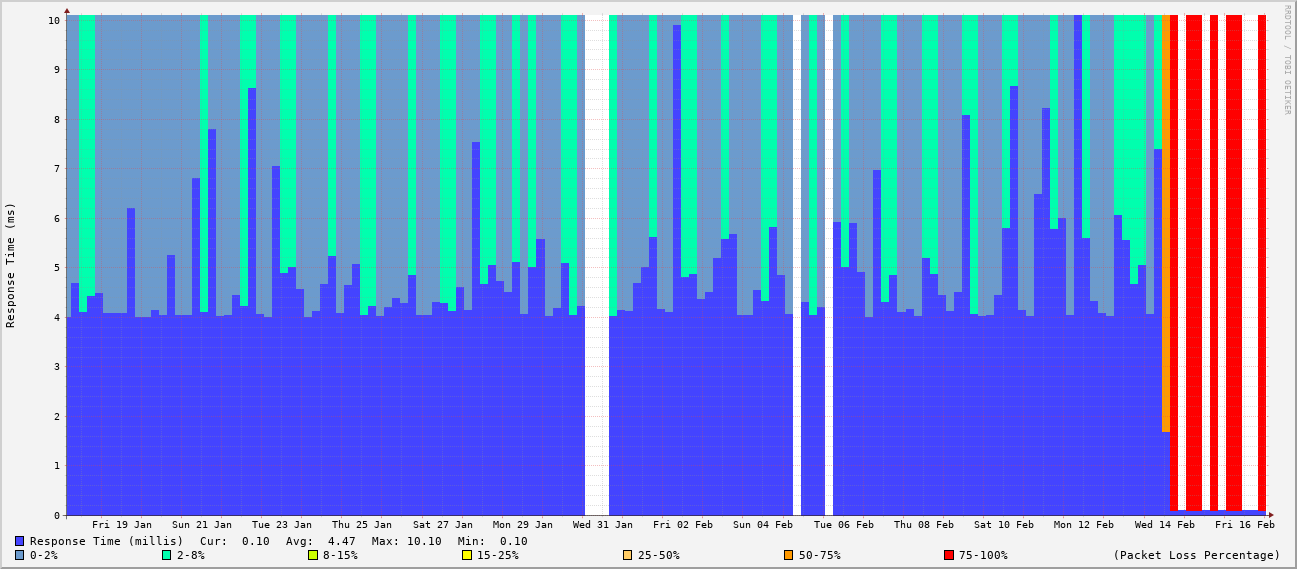 RRDTOOL / TOBI OETIKER
Response Time (ms)
10
9
8
7
6
5
4
3
2
1
0
Fri 19 Jan Sun 21 Jan Tue 23 Jan Thu 25 Jan Sat 27 Jan Mon 29 Jan Wed 31 Jan Fri 02 Feb Sun 04 Feb Tue 06 Feb Thu 08 Feb Sat 10 Feb Mon 12 Feb Wed 14 Feb Fri 16 Feb
Response Time (millis) Cur: 0.10 Avg: 4.47 Max: 10.10 Min: 0.10
0-2% 2-8% 8-15% 15-25% 25-50% 50-75% 75-100% (Packet Loss Percentage)